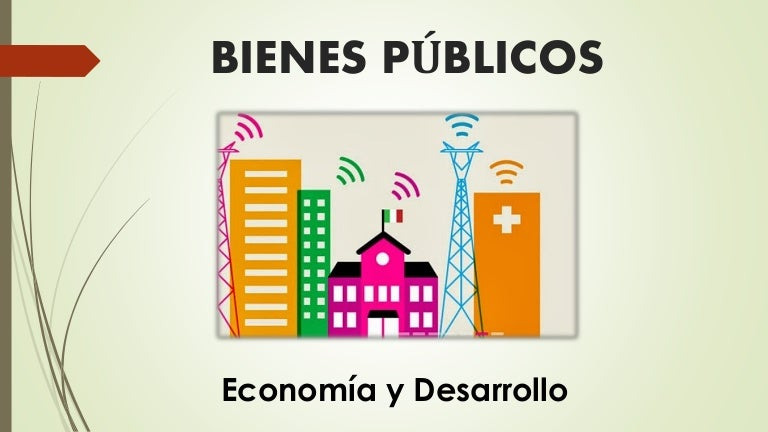 BIENES PÚBLICOS
Economía y Desarrollo